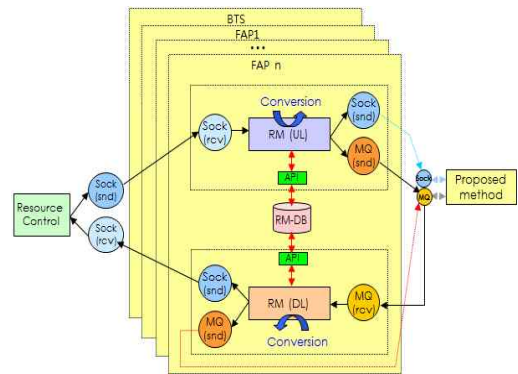 BTS
FAP1
...
FAP n
Conversion
Sock
(snd)
Sock
(rcv)
RM (UL)
MQ
(snd)
API
Sock
MQ
Proposed
method
Sock
(snd)
Resource
Control
Sock
(rcv)
RM-DB
API
Sock
(snd)
RM (DL)
MQ
(rcv)
MQ
(snd)
Conversion